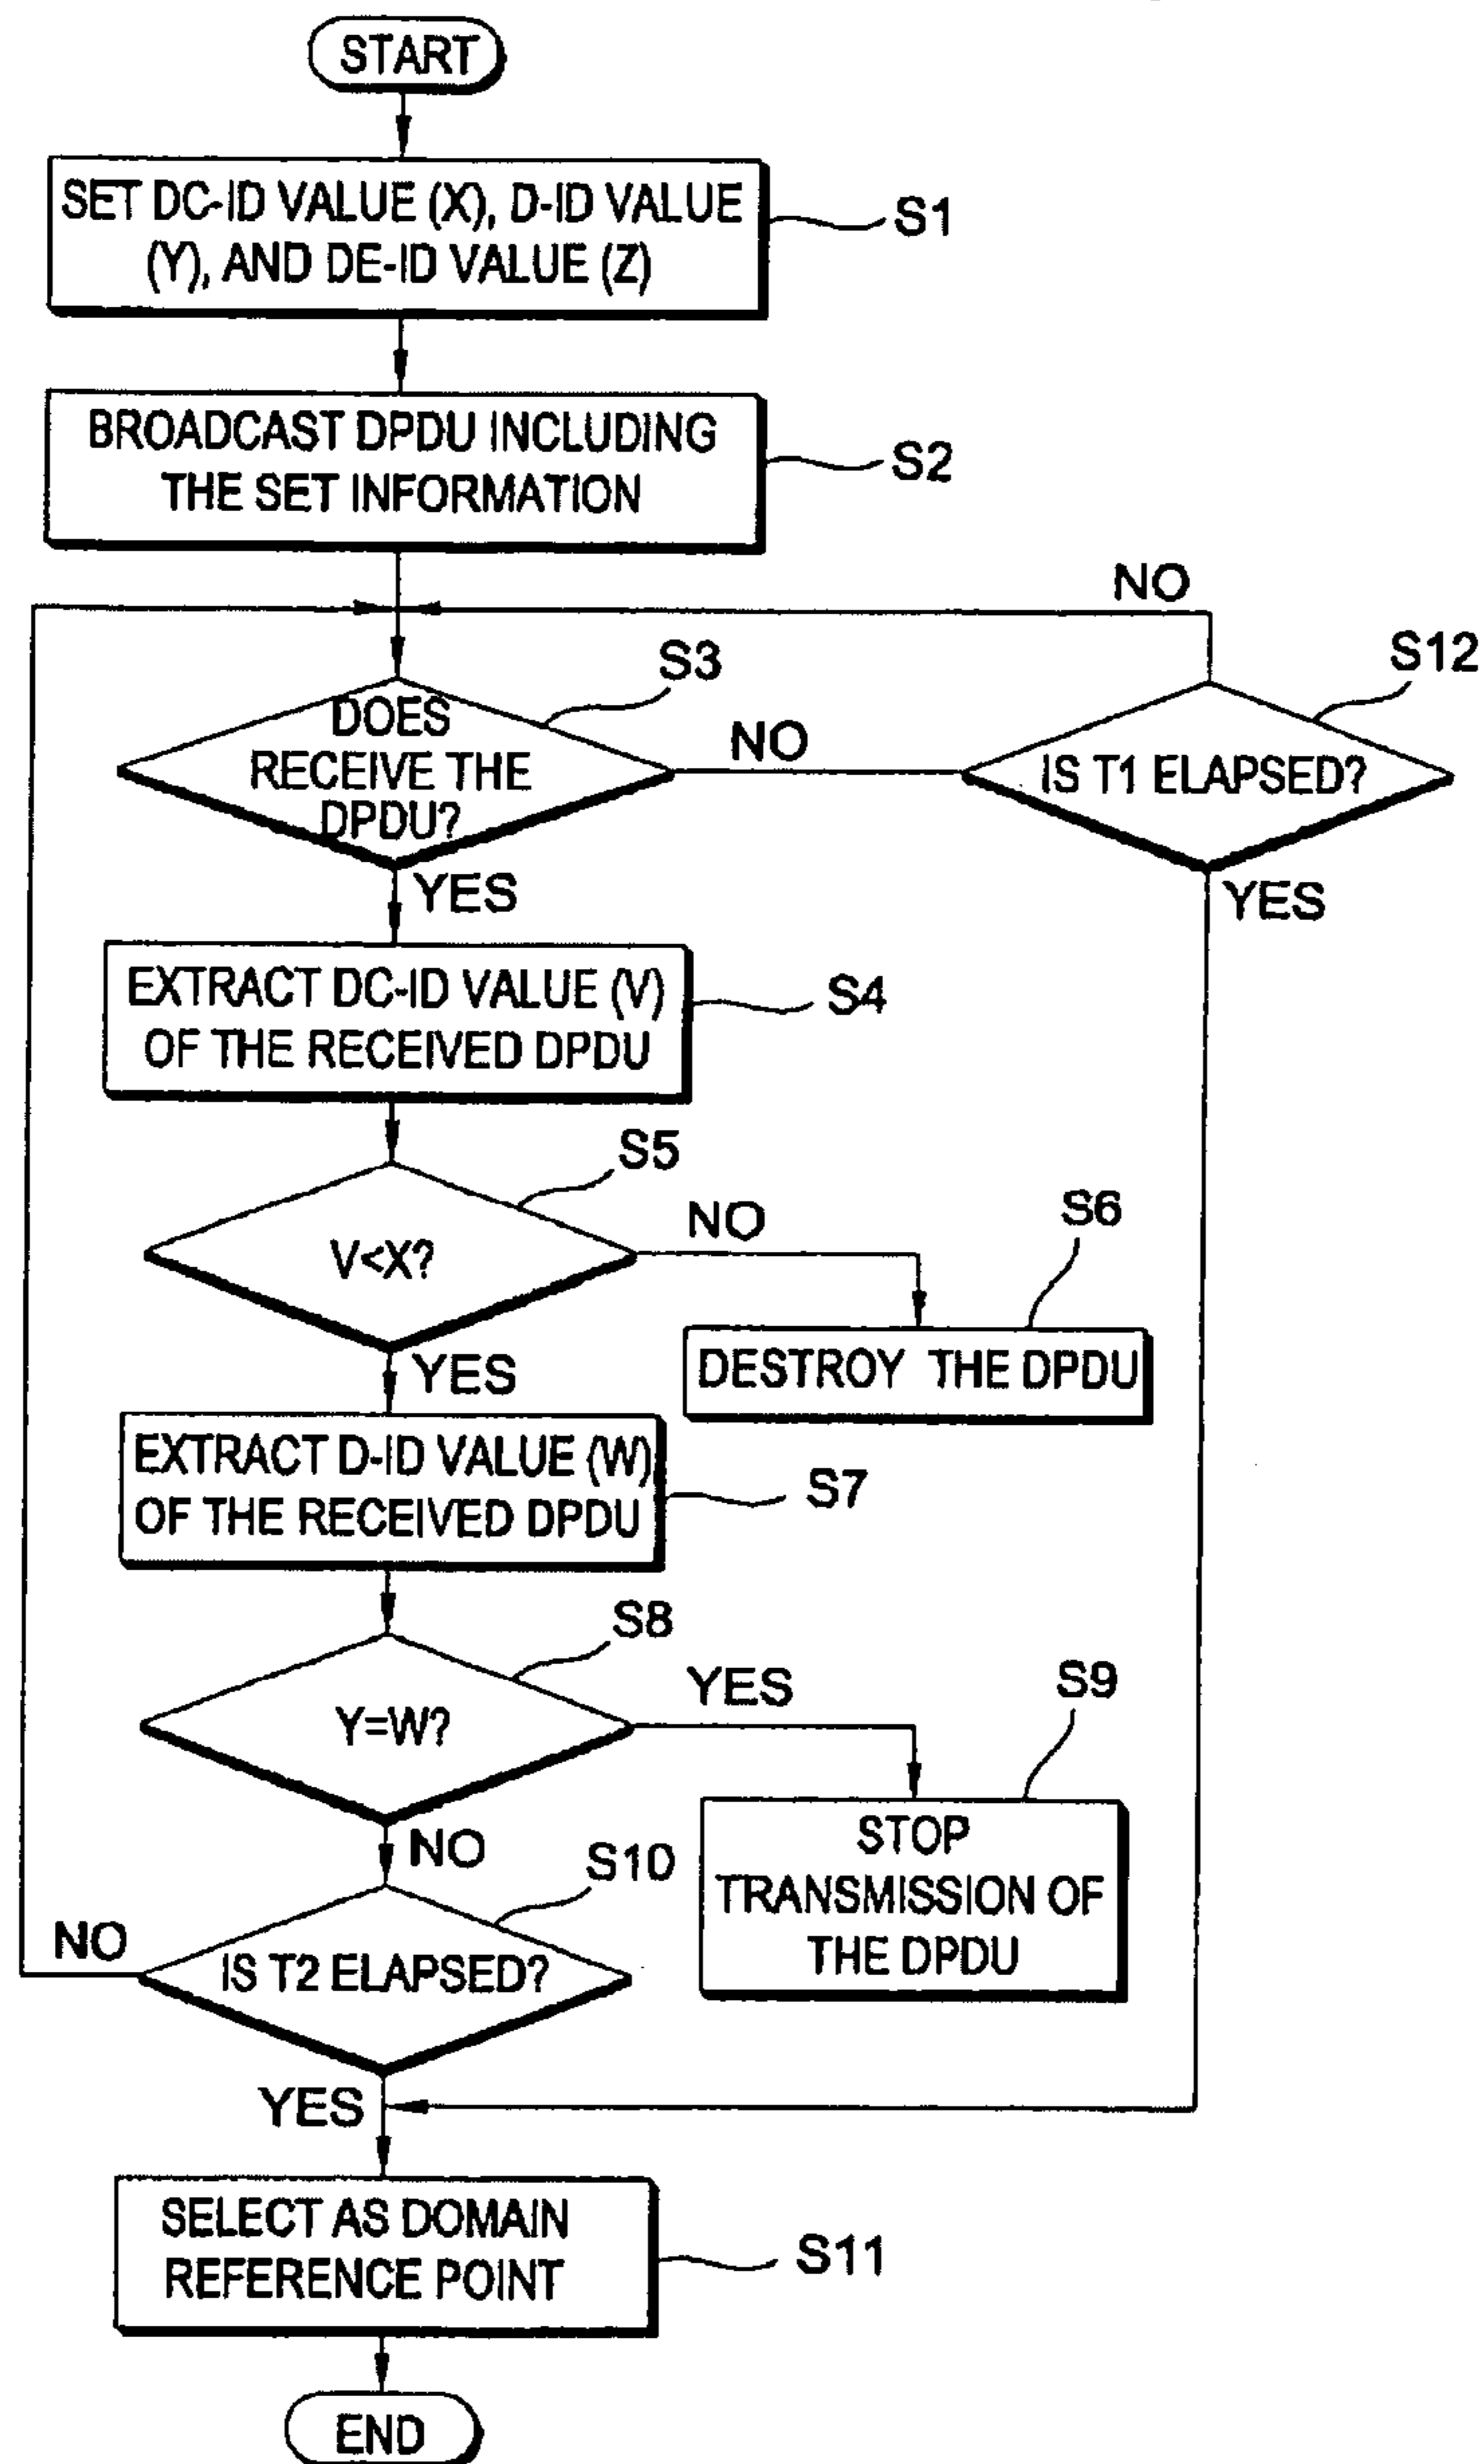 START
SET DC-ID VALUE (X), D-ID VALUE
(Y), AND DE-ID VALUE (Z)
S1
BROADCAST DPDU INCLUDING
THE SET INFORMATION
S2
NO
S3
S12
DOES
RECEIVE THE
DPDU?
NO
IS T1 ELAPSED?
YES
YES
EXTRACT DC-ID VALUE (V)
OF THE RECEIVED DPDU
S4
S5
V<X?
NO
S6
YES
DESTROY THE DPDU
EXTRACT D-ID VALUE (W)
OF THE RECEIVED DPDU
S7
S8
Y=W?
YES
S9
NO
STOP
TRANSMISSION OF
THE DPDU
S10
NO
IS T2 ELAPSED?
YES
SELECT AS DOMAIN
REFERENCE POINT
S11
END